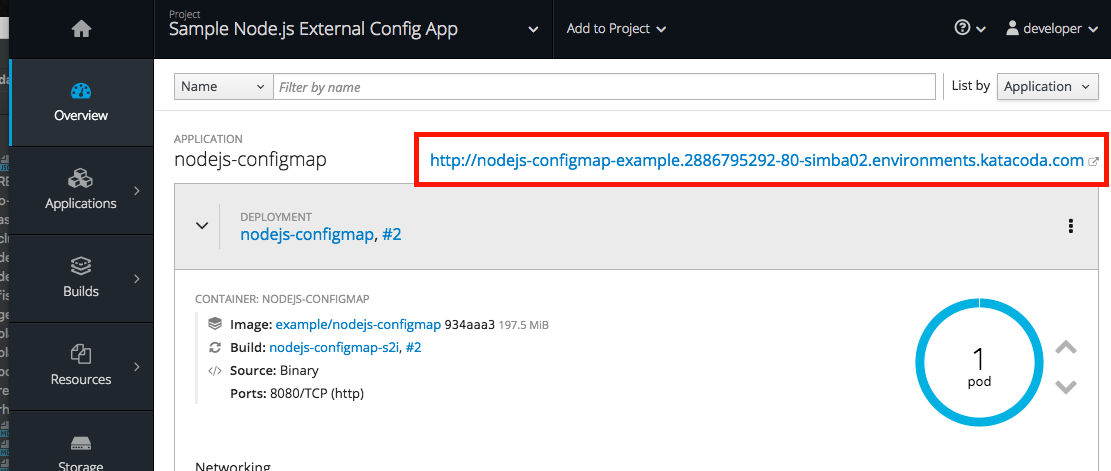 Project
Sample Node.js External Config App
Add to Project
developer
Overview
Applications
Builds
Resources
Storage
Name
Filter by name
List by
Application
APPLICATION
nodejs-configmap
http://nodejs-configmap-example.2886795292-80-simba02.environments.katacoda.com
DEPLOYMENT
nodejs-configmap, #2
CONTAINER: NODEJS-CONFIGMAP
Image: example/nodejs-configmap 934aaa3 197.5 MiB
Build: nodejs-configmap-s2i, #2
Source: Binary
Ports: 8080/TCP (http)
1
pod
Networking